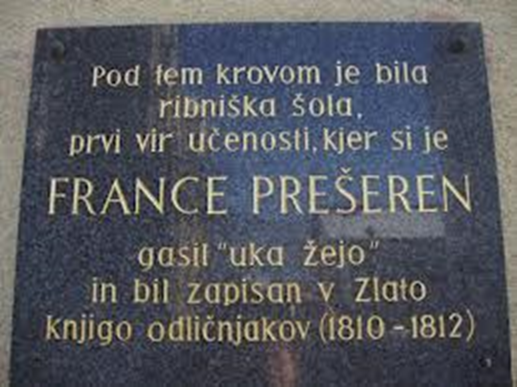 Pod tem krovom je bila
ribniška šola,
prvi vir učenosti, kjer si je
FRANCE PREŠEREN
gasil "uka žejo"
in bil zapisan v Zlato
knjigo odličnjakov (1810-1812)